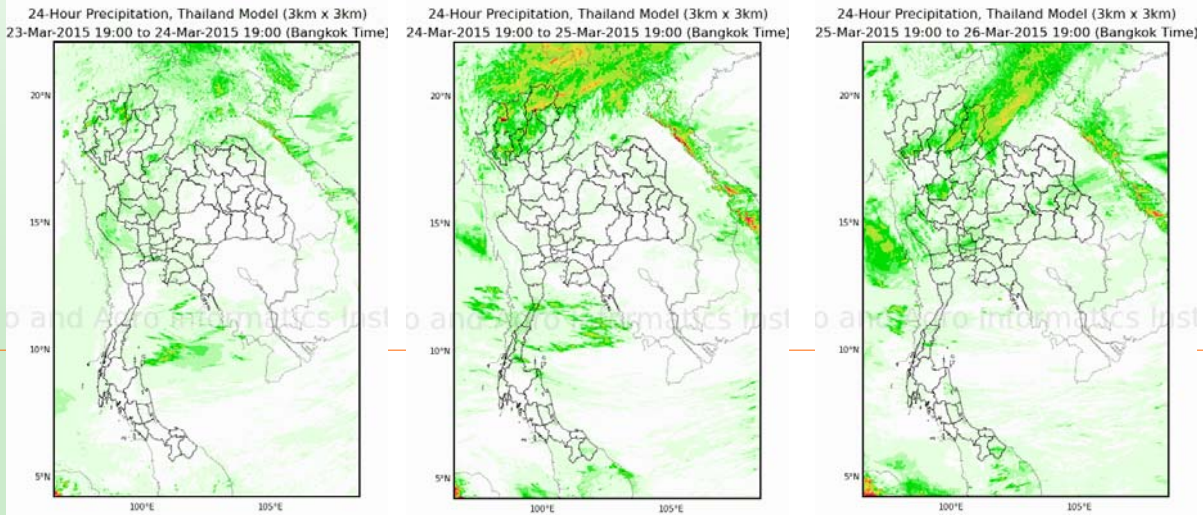 24-Hour Precipitation, Thailand Model (3km x 3km)
23-Mar-2015 19:00 to 24-Mar-2015 19:00 (Bangkok Time)
20°N
15°N
10°N
5°N
100°E
105°E
o and Agro Informatics Inst
24-Hour Precipitation, Thailand Model (3km x 3km)
24-Mar-2015 19:00 to 25-Mar-2015 19:00 (Bangkok Time)
20°N
15°N
10°N
5°N
100°E
105°E
o and Agro Informatics Inst
24-Hour Precipitation, Thailand Model (3km x 3km)
25-Mar-2015 19:00 to 26-Mar-2015 19:00 (Bangkok Time)
20°N
15°N
10°N
5°N
100°E
105°E
o and Agro Informatics Inst